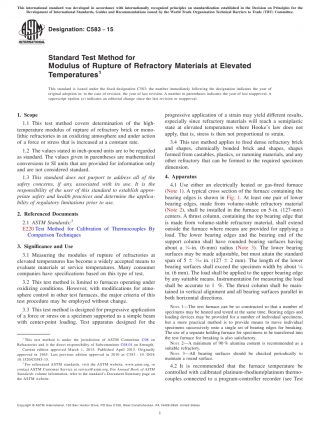 This international standard was developed in accordance with internationally recognized principles on standardization established in the Decision on Principles for the
Development of International Standards, Guides and Recommendations issued by the World Trade Organization Technical Barriers to Trade (TBT) Committee.
Designation: C583 − 15
INTERNATIONAL
Standard Test Method for
Modulus of Rupture of Refractory Materials at Elevated
Temperatures1
This standard is issued under the fixed designation C583; the number immediately following the designation indicates the year of
original adoption or, in the case of revision, the year of last revision. A number in parentheses indicates the year of last reapproval. A
superscript epsilon (ε) indicates an editorial change since the last revision or reapproval.
1. Scope
1.1 This test method covers determination of the high-
temperature modulus of rupture of refractory brick or mono-
lithic refractories in an oxidizing atmosphere and under action
of a force or stress that is increased at a constant rate.
1.2 The values stated in inch-pound units are to be regarded
as standard. The values given in parentheses are mathematical
conversions to SI units that are provided for information only
and are not considered standard.
1.3 This standard does not purport to address all of the
safety concerns, if any, associated with its use. It is the
responsibility of the user of this standard to establish appro-
priate safety and health practices and determine the applica-
bility of regulatory limitations prior to use.
2. Referenced Documents
2.1 ASTM Standards:2
E220 Test Method for Calibration of Thermocouples By
Comparison Techniques
3. Significance and Use
3.1 Measuring the modulus of rupture of refractories at
elevated temperatures has become a widely accepted means to
evaluate materials at service temperatures. Many consumer
companies have specifications based on this type of test.
3.2 This test method is limited to furnaces operating under
oxidizing conditions. However, with modifications for atmo-
sphere control in other test furnaces, the major criteria of this
test procedure may be employed without change.
3.3 This test method is designed for progressive application
of a force or stress on a specimen supported as a simple beam
with center-point loading. Test apparatus designed for the
1 This test method is under the jurisdiction of ASTM Committee C08 on
Refractories and is the direct responsibility of Subcommittee C08.01 on Strength.
Current edition approved March 1, 2015. Published April 2015. Originally
approved in 1965. Last previous edition approved in 2010 as C583 – 10. DOI:
10.1520/C0583-15.
2 For referenced ASTM standards, visit the ASTM website, www.astm.org, or
contact ASTM Customer Service at service@astm.org. For Annual Book of ASTM
Standards volume information, refer to the standard's Document Summary page on
the ASTM website.
progressive application of a strain may yield different results,
especially since refractory materials will reach a semiplastic
state at elevated temperatures where Hooke's law does not
apply, that is, stress is then not proportional to strain.
3.4 This test method applies to fired dense refractory brick
and shapes, chemically bonded brick and shapes, shapes
formed from castables, plastics, or ramming materials, and any
other refractory that can be formed to the required specimen
dimension.
4. Apparatus
4.1 Use either an electrically heated or gas-fired furnace
(Note 1). A typical cross section of the furnace containing the
bearing edges is shown in Fig. 1. At least one pair of lower
bearing edges, made from volume-stable refractory material
(Note 2), shall be installed in the furnace on 5-in. (127-mm)
centers. A thrust column, containing the top bearing edge that
is made from volume-stable refractory material, shall extend
outside the furnace where means are provided for applying a
load. The lower bearing edges and the bearing end of the
support column shall have rounded bearing surfaces having
about a 1⁄4-in. (6-mm) radius (Note 3). The lower bearing
surfaces may be made adjustable, but must attain the standard
span of 5 ± 3⁄32 in. (127 ± 2 mm). The length of the lower
bearing surfaces shall exceed the specimen width by about 1⁄4
in. (6 mm). The load shall be applied to the upper bearing edge
by any suitable means. Instrumentation for measuring the load
shall be accurate to 1 %. The thrust column shall be main-
tained in vertical alignment and all bearing surfaces parallel in
both horizontal directions.
NOTE 1—The test furnace can be so constructed so that a number of
specimens may be heated and tested at the same time. Bearing edges and
loading devices may be provided for a number of individual specimens,
but a more practical method is to provide means to move individual
specimens successively onto a single set of bearing edges for breaking.
The use of a separate holding furnace for specimens to be transferred into
the test furnace for breaking is also satisfactory.
NOTE 2—A minimum of 90 % alumina content is recommended as a
suitable refractory.
NOTE 3—All bearing surfaces should be checked periodically to
maintain a round surface.
4.2 It is recommended that the furnace temperature be
controlled with calibrated platinum-rhodium/platinum thermo-
couples connected to a program-controller recorder (see Test
Copyright © ASTM International, 100 Barr Harbor Drive, PO Box C700, West Conshohocken, PA 19428-2959. United States
1